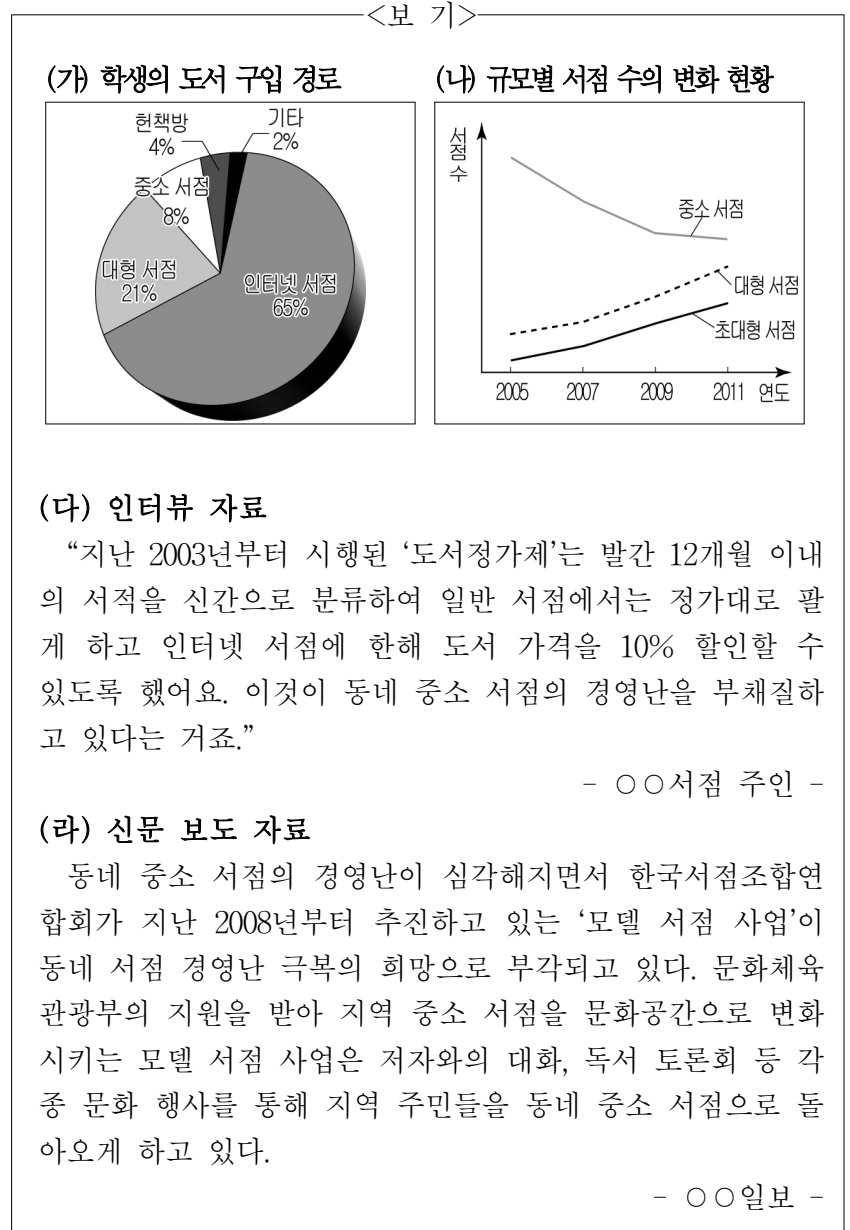 <보 기>
(가) 학생의 도서 구입 경로
(나) 규모별 서점 수의 변화 현황
헌책방
4%
기타
2%
중소 서점
8%
대형 서점
21%
인터넷 서점
65%
서점 수
중소 서점
대형 서점
초대형 서점
2005 2007 2009 2011 연도
(다) 인터뷰 자료
“지난 2003년부터 시행된 ‘도서정가제’는 발간 12개월 이내
의 서적을 신간으로 분류하여 일반 서점에서는 정가대로 팔
게 하고 인터넷 서점에 한해 도서 가격을 10% 할인할 수
있도록 했어요. 이것이 동네 중소 서점의 경영난을 부채질하
고 있다는 거죠.”
- ○○서점 주인 -
(라) 신문 보도 자료
동네 중소 서점의 경영난이 심각해지면서 한국서점조합연
합회가 지난 2008년부터 추진하고 있는 ‘모델 서점 사업’이
동네 서점 경영난 극복의 희망으로 부각되고 있다. 문화체육
관광부의 지원을 받아 지역 중소 서점을 문화공간으로 변화
시키는 모델 서점 사업은 저자와의 대화, 독서 토론회 등 각
종 문화 행사를 통해 지역 주민들을 동네 중소 서점으로 돌
아오게 하고 있다.
- ○○일보 -